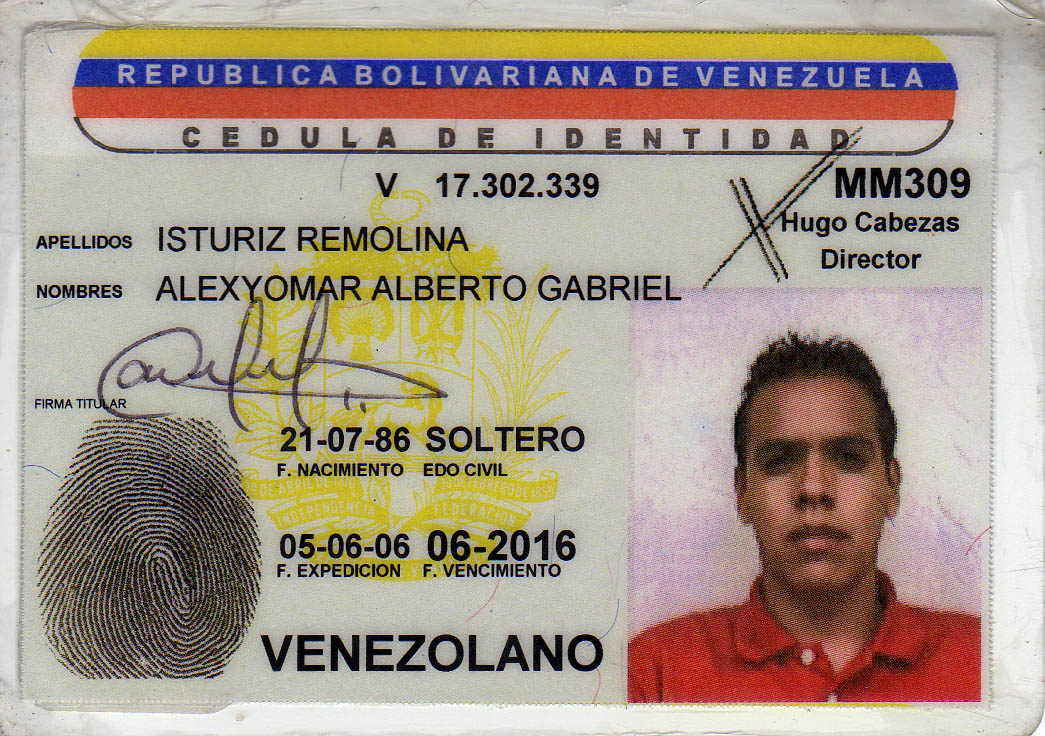 REPUBLICA BOLIVARIANA DE VENEZUELA
CEDULA DE IDENTIDAD
V 17.302.339
MM309
Hugo Cabezas
Director
APELLIDOS ISTURIZ REMOLINA
NOMBRES ALEXYOMAR ALBERTO GABRIEL
FIRMA TITULAR
21-07-86 SOLTERO
F. NACIMIENTO EDO CIVIL
INDEPENDENCIA FEDERACION
05-06-06 06-2016
F. EXPEDICION F. VENCIMIENTO
VENEZOLANO